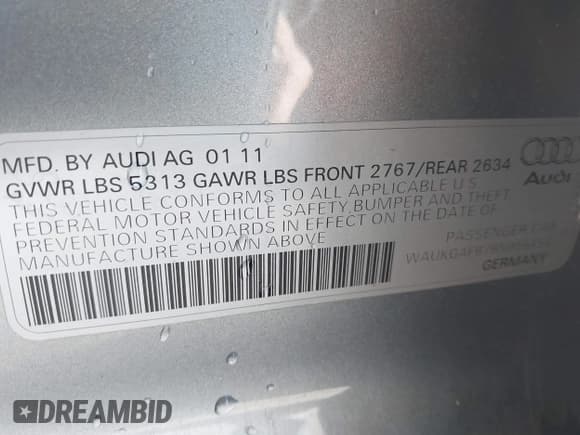 MFD. BY AUDI AG 01 11
GVWR LBS 5313 GAWR LBS FRONT 2767/REAR 2634
THIS VEHICLE CONFORMS TO ALL APPLICABLE U S
FEDERAL MOTOR VEHICLE SAFETY, BUMPER AND THEFT
PREVENTION STANDARDS IN EFFECT ON THE DATE OF
MANUFACTURE SHOWN ABOVE
Audi
PASSENGER CAR
GERMANY
DREAMBID